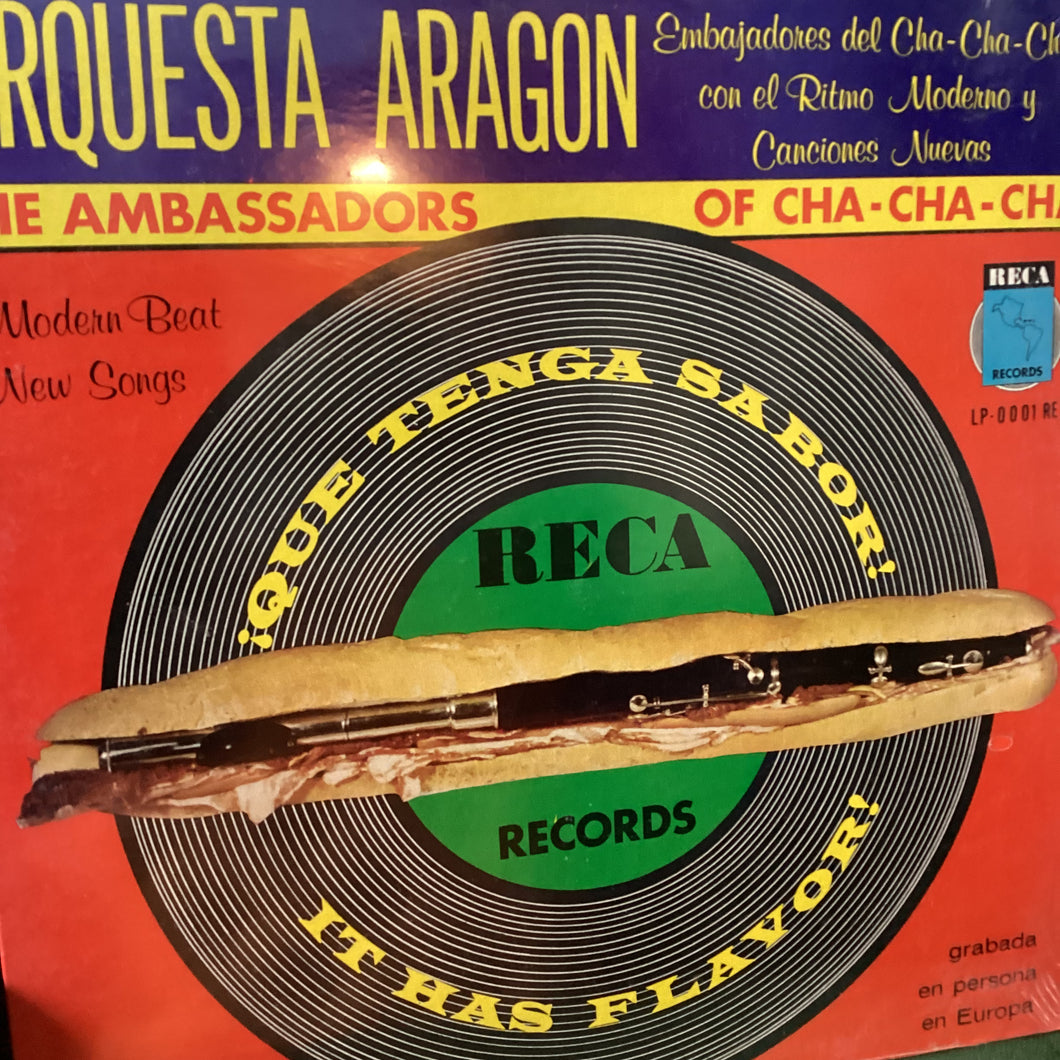 RQUESTA ARAGON
Embajadores del Cha-Cha-Ch
con el Ritmo Moderno y
Canciones Nuevas
HE AMBASSADORS OF CHA-CHA-CHA
Modern Beat
New Songs
RECA
RECORDS
LP-0001 RE
¡QUE TENGA SABOR!
RECA
RECORDS
IT HAS FLAVOR!
grabada
en persona
en Europa